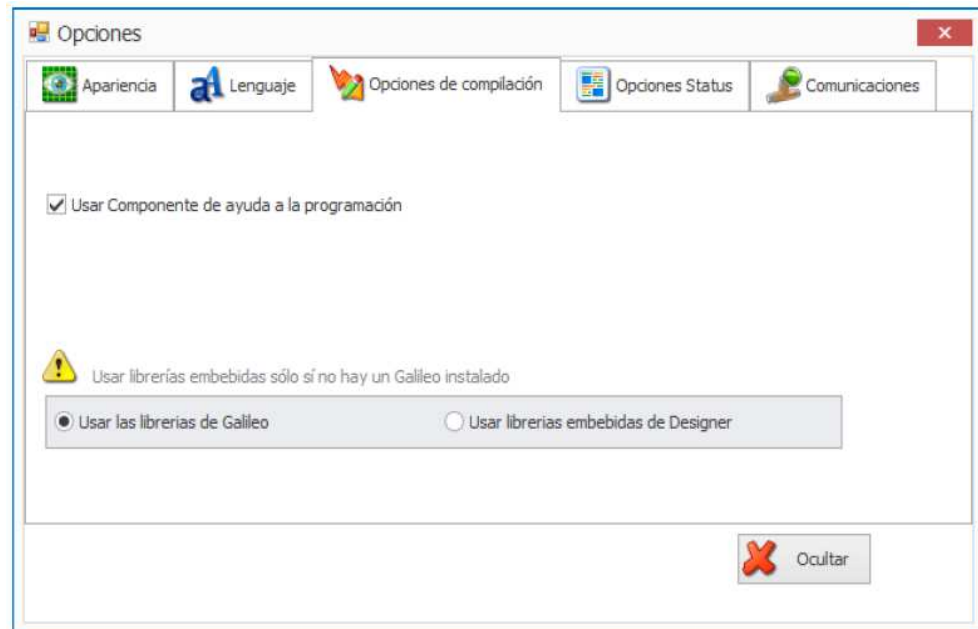 Opciones
Apariencia
Lenguaje
Opciones de compilación
Opciones Status
Comunicaciones
Usar Componente de ayuda a la programación
Usar librerías embebidas sólo sí no hay un Galileo instalado
Usar las librerias de Galileo
Usar librerias embebidas de Designer
Ocultar